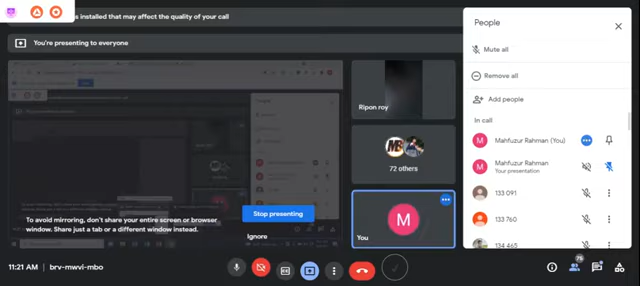 s installed that may affect the quality of your call
You're presenting to everyone
To avoid mirroring, don't share your entire screen or browser
window. Share just a tab or a different window instead.
Stop presenting
Ignore
Ripon roy
72 others
M
You
People
Mute all
Remove all
Add people
In call
M
Mahfuzur Rahman (You)
M
Mahfuzur Rahman
Your presentation
133 091
133 760
134 465
11:21 AM | brv-mwvi-mbo
75